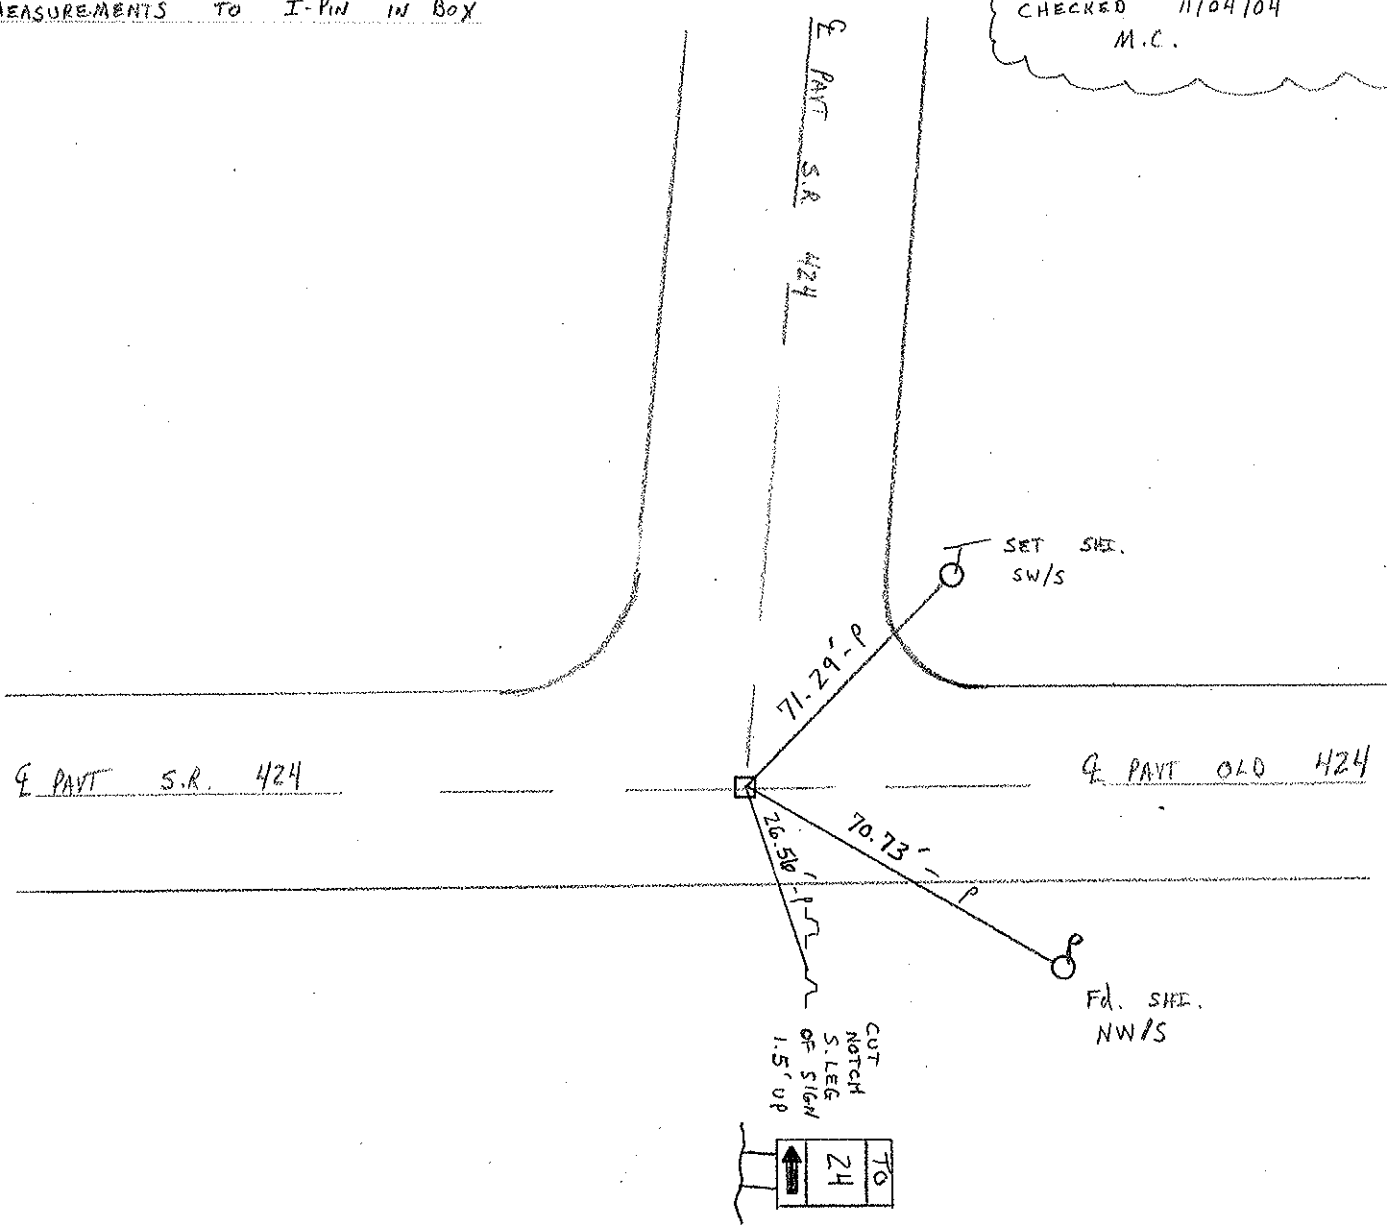 MEASUREMENTS TO I-PIN IN BOX
CHECKED 11/04/04
M.C.
℄ PAVT S.R. 424
SET SHI.
SW/S
71.29'-P
℄ PAVT S.R. 424
℄ PAVT OLD 424
70.73'-P
26.56'-P
Fd. SHI.
NW/S
CUT
NOTCH
S. LEG
OF SIGN
1.5' UP
TO
24